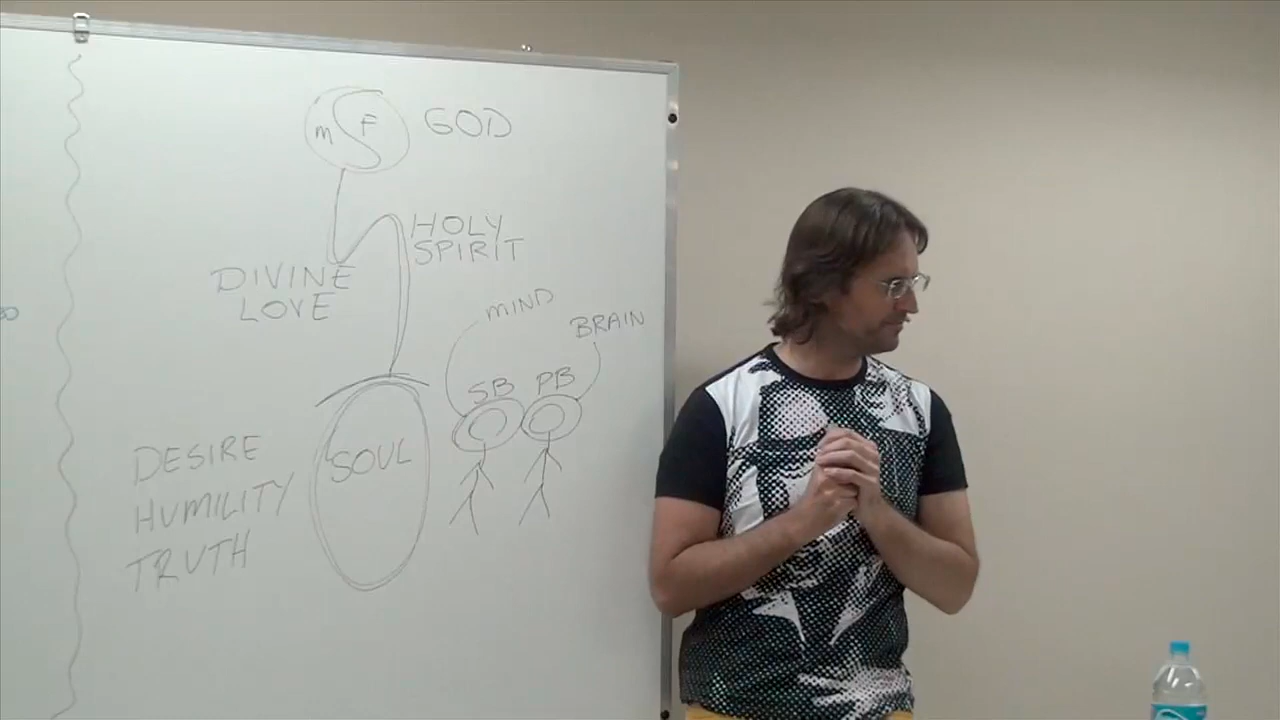 m F GOD
HOLY
SPIRIT
DIVINE
LOVE
MIND
BRAIN
SB PB
SOUL
DESIRE
HUMILITY
TRUTH